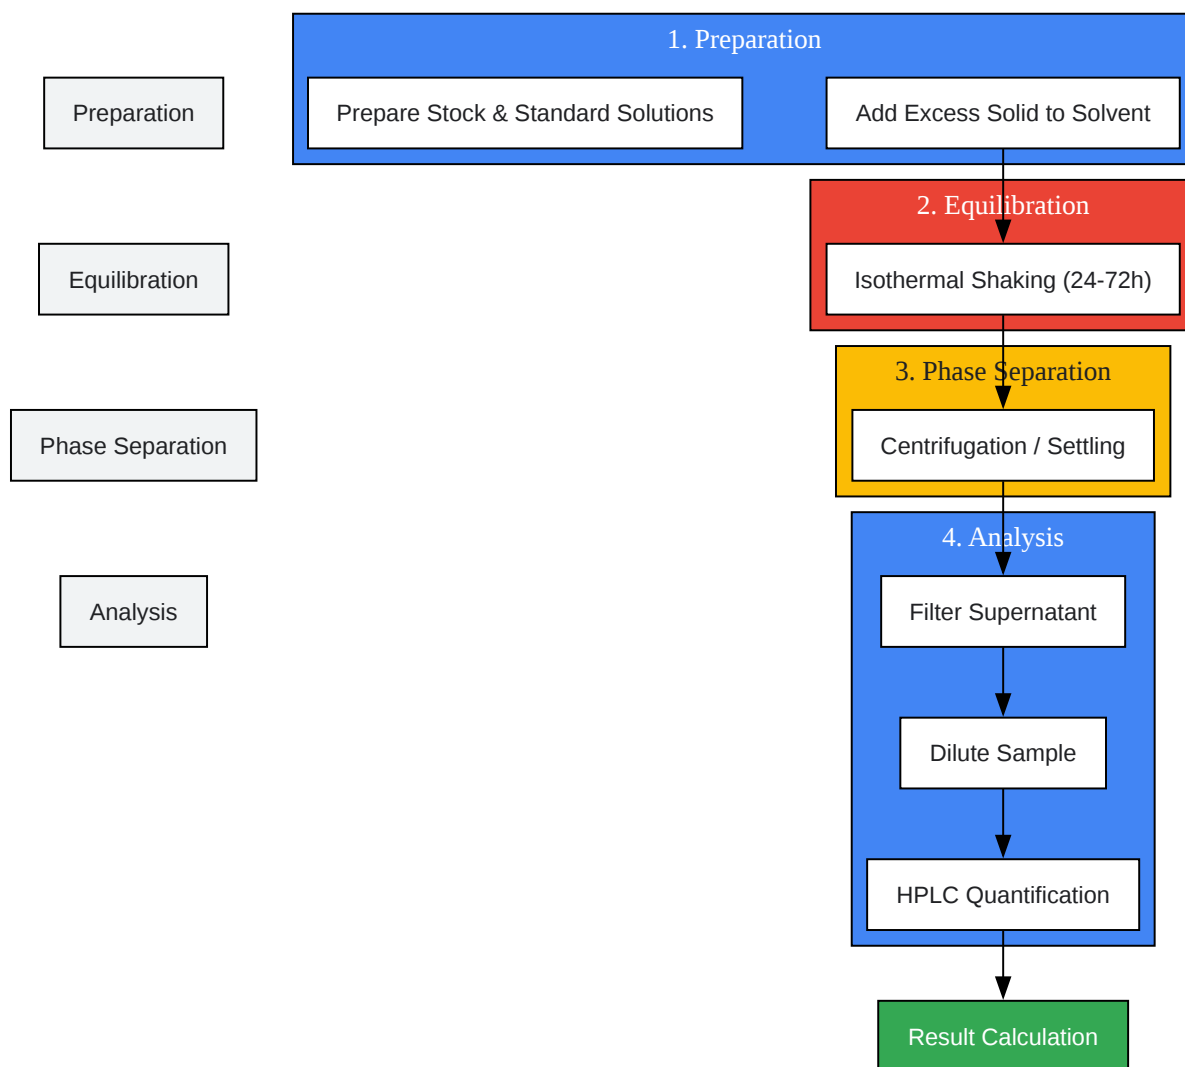 1. Preparation
Preparation
Prepare Stock & Standard Solutions
Add Excess Solid to Solvent
2. Equilibration
Equilibration
Isothermal Shaking (24-72h)
3. Phase Separation
Phase Separation
Centrifugation / Settling
4. Analysis
Analysis
Filter Supernatant
Dilute Sample
HPLC Quantification
Result Calculation